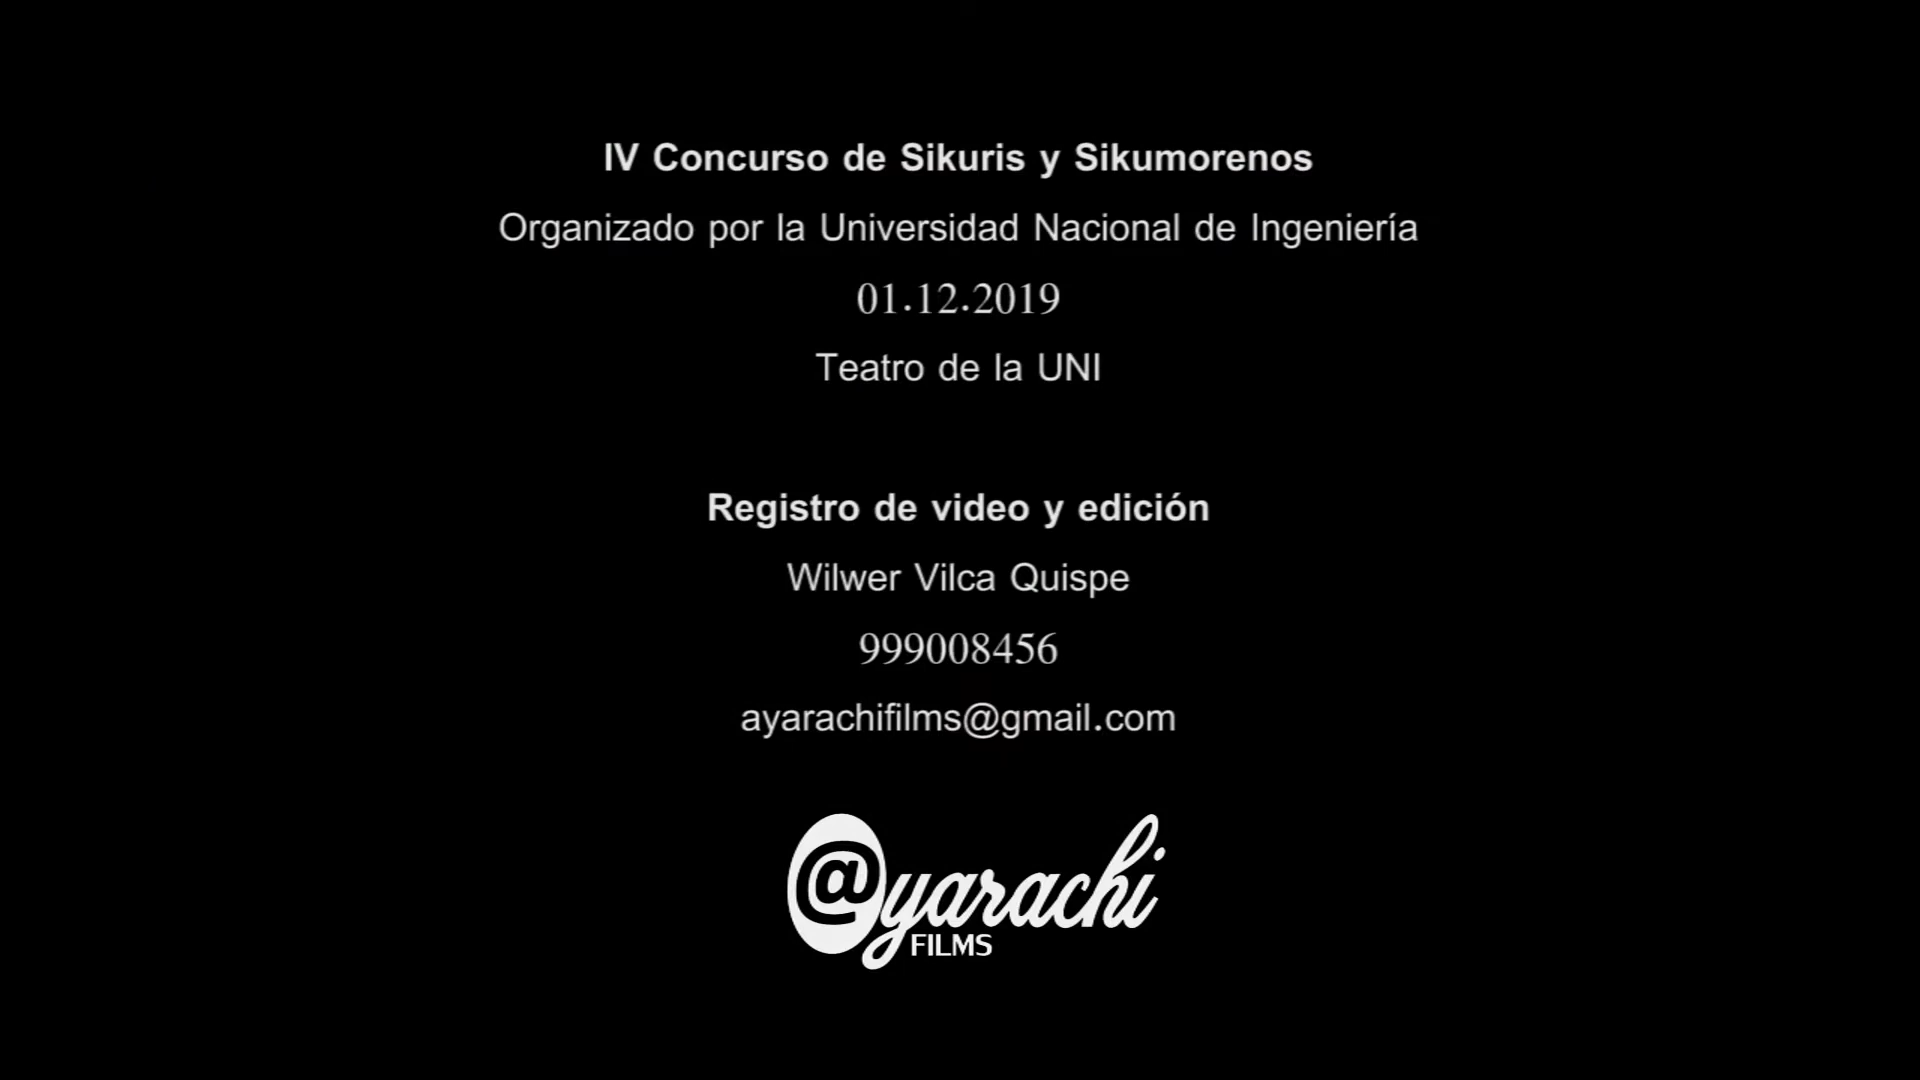 IV Concurso de Sikuris y Sikumorenos
Organizado por la Universidad Nacional de Ingeniería
01.12.2019
Teatro de la UNI
Registro de video y edición
Wilwer Vilca Quispe
999008456
ayarachifilms@gmail.com
@yarachi
FILMS